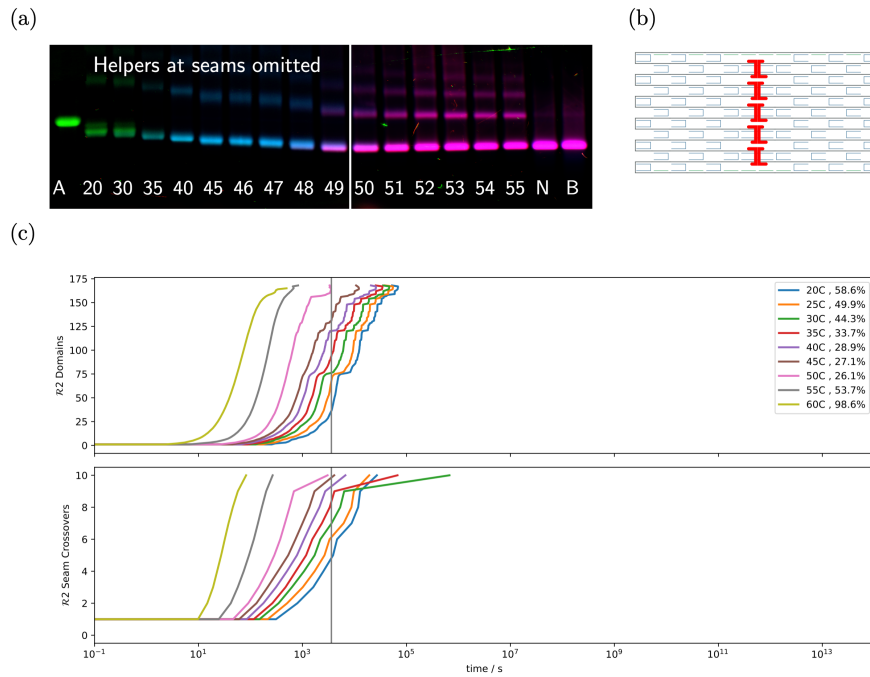 (a)
(b)
Helpers at seams omitted
A 20 30 35 40 45 46 47 48 49 50 51 52 53 54 55 N B
(c)
175
150
125
100
75
50
25
0
R2 Domains
20C , 58.6%
25C , 49.9%
30C , 44.3%
35C , 33.7%
40C , 28.9%
45C , 27.1%
50C , 26.1%
55C , 53.7%
60C , 98.6%
10
8
6
4
2
0
R2 Seam Crossovers
10⁻¹ 10¹ 10³ 10⁵ 10⁷ 10⁹ 10¹¹ 10¹³
time / s